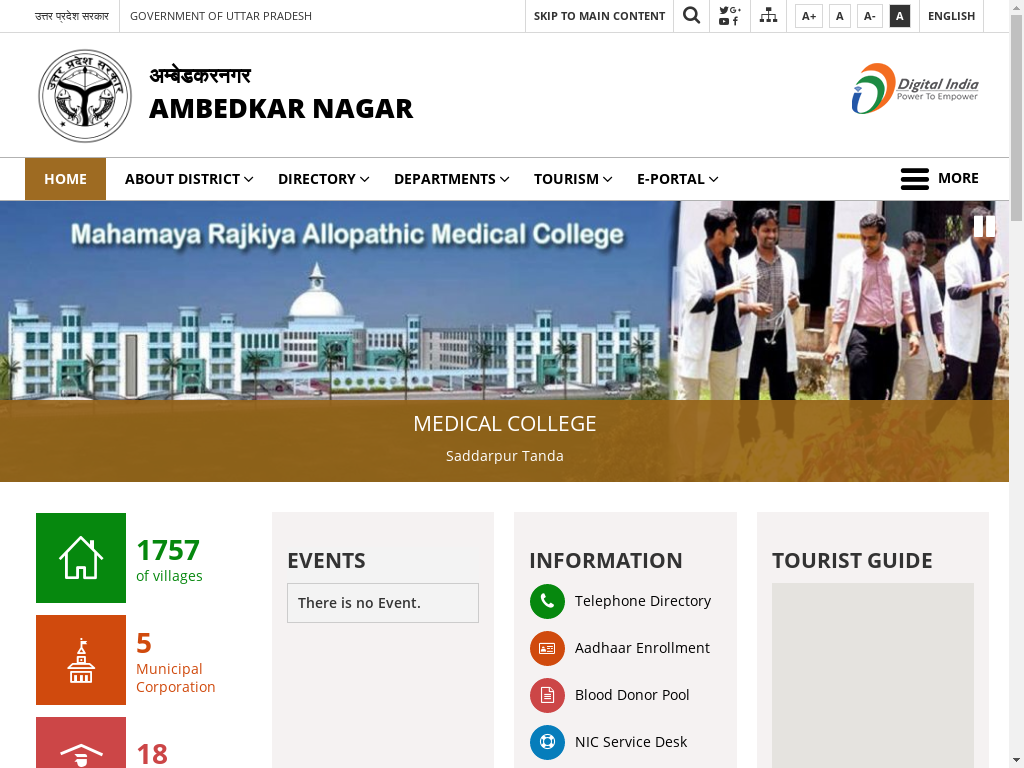 उत्तर प्रदेश सरकार
GOVERNMENT OF UTTAR PRADESH
SKIP TO MAIN CONTENT
A+
A
A-
A
ENGLISH
उत्तर प्रदेश सरकार
अम्बेडकरनगर
AMBEDKAR NAGAR
Digital India
Power To Empower
HOME
ABOUT DISTRICT
DIRECTORY
DEPARTMENTS
TOURISM
E-PORTAL
MORE
Mahamaya Rajkiya Allopathic Medical College
MEDICAL COLLEGE
Saddarpur Tanda
1757
of villages
5
Municipal
Corporation
18
EVENTS
There is no Event.
INFORMATION
Telephone Directory
Aadhaar Enrollment
Blood Donor Pool
NIC Service Desk
TOURIST GUIDE